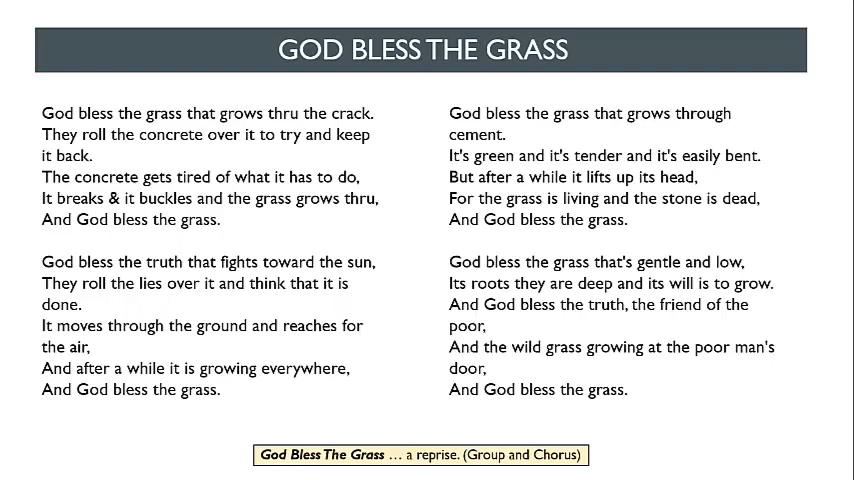 GOD BLESS THE GRASS
God bless the grass that grows thru the crack.
They roll the concrete over it to try and keep
it back.
The concrete gets tired of what it has to do,
It breaks & it buckles and the grass grows thru,
And God bless the grass.
God bless the truth that fights toward the sun,
They roll the lies over it and think that it is
done.
It moves through the ground and reaches for
the air,
And after a while it is growing everywhere,
And God bless the grass.
God bless the grass that grows through
cement.
It's green and it's tender and it's easily bent.
But after a while it lifts up its head,
For the grass is living and the stone is dead,
And God bless the grass.
God bless the grass that's gentle and low,
Its roots they are deep and its will is to grow.
And God bless the truth, the friend of the
poor,
And the wild grass growing at the poor man's
door,
And God bless the grass.
God Bless The Grass … a reprise. (Group and Chorus)